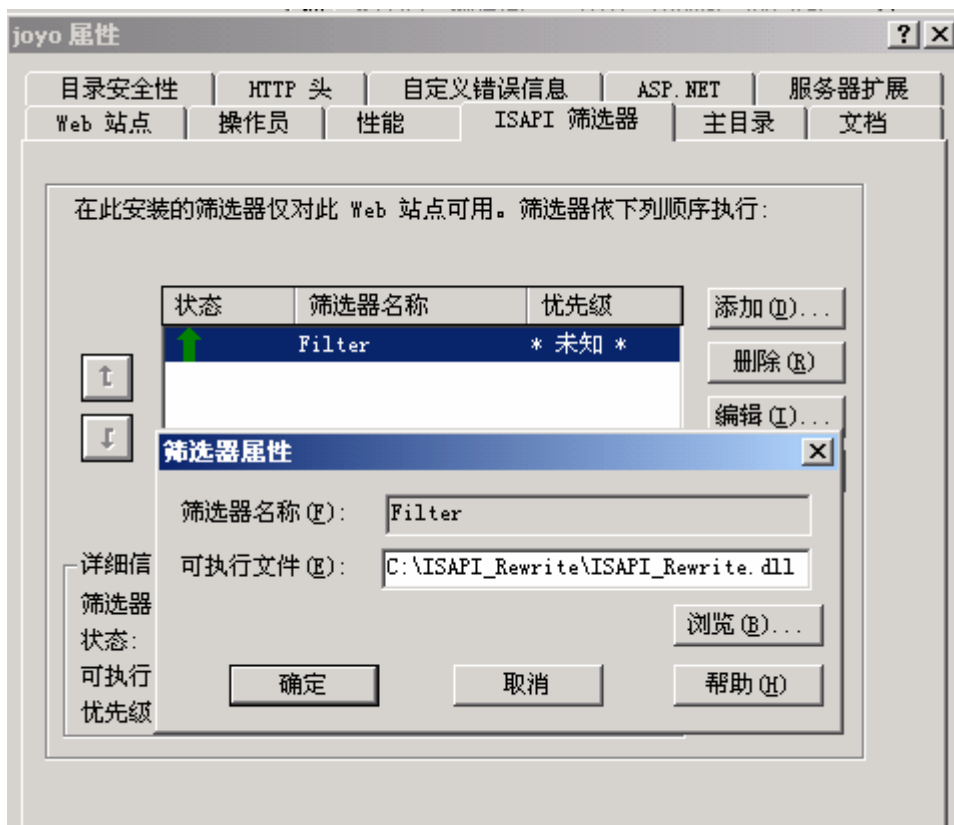 joyo 属性
目录安全性 HTTP 头 自定义错误信息 ASP.NET 服务器扩展
Web 站点 操作员 性能 ISAPI 筛选器 主目录 文档
在此安装的筛选器仅对此 Web 站点可用。筛选器依下列顺序执行:
状态 筛选器名称 优先级
添加(D)...
Filter * 未知 *
删除(R)
编辑(I)...
筛选器属性
筛选器名称(F): Filter
详细信
可执行文件(E): C:\ISAPI_Rewrite\ISAPI_Rewrite.dll
筛选器
浏览(B)...
状态:
可执行
确定 取消 帮助(H)
优先级